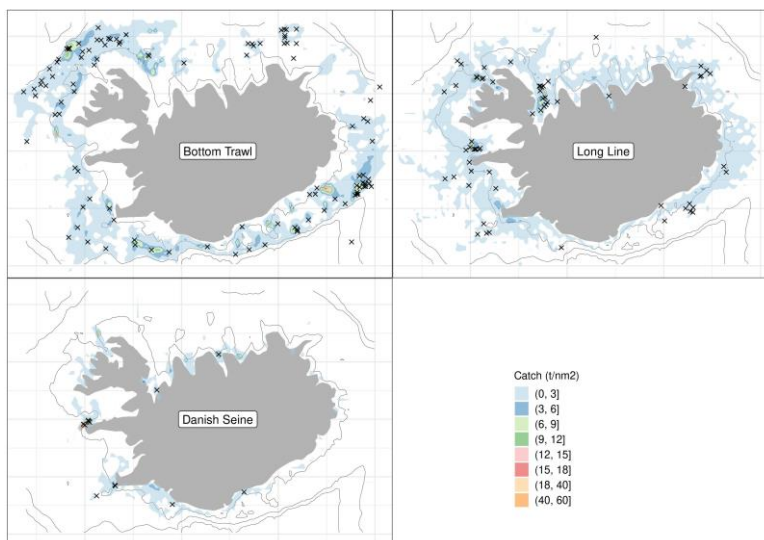 Bottom Trawl
Long Line
Danish Seine
Catch (t/nm2)
(0, 3]
(3, 6]
(6, 9]
(9, 12]
(12, 15]
(15, 18]
(18, 40]
(40, 60]